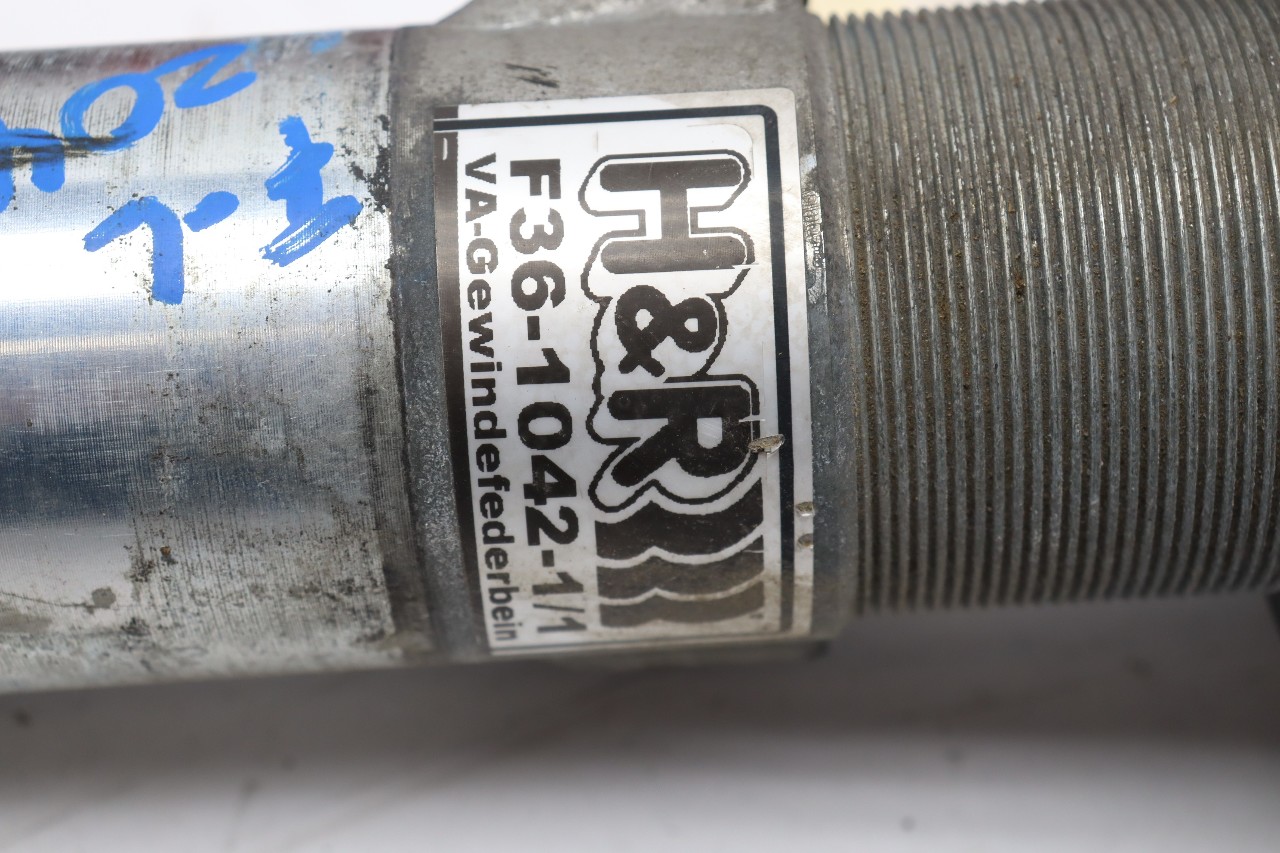 H&R
F36-1042-1/1
VA-Gewindefederbein